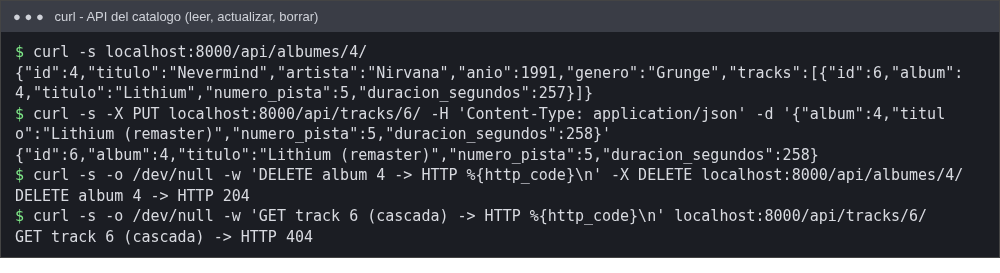 curl - API del catalogo (leer, actualizar, borrar)
$ curl -s localhost:8000/api/albumes/4/
{"id":4,"titulo":"Nevermind","artista":"Nirvana","anio":1991,"genero":"Grunge","tracks":[{"id":6,"album":
4,"titulo":"Lithium","numero_pista":5,"duracion_segundos":257}]}
$ curl -s -X PUT localhost:8000/api/tracks/6/ -H 'Content-Type: application/json' -d '{"album":4,"titul
o":"Lithium (remaster)","numero_pista":5,"duracion_segundos":258}'
{"id":6,"album":4,"titulo":"Lithium (remaster)","numero_pista":5,"duracion_segundos":258}
$ curl -s -o /dev/null -w 'DELETE album 4 -> HTTP %{http_code}\n' -X DELETE localhost:8000/api/albumes/4/
DELETE album 4 -> HTTP 204
$ curl -s -o /dev/null -w 'GET track 6 (cascada) -> HTTP %{http_code}\n' localhost:8000/api/tracks/6/
GET track 6 (cascada) -> HTTP 404